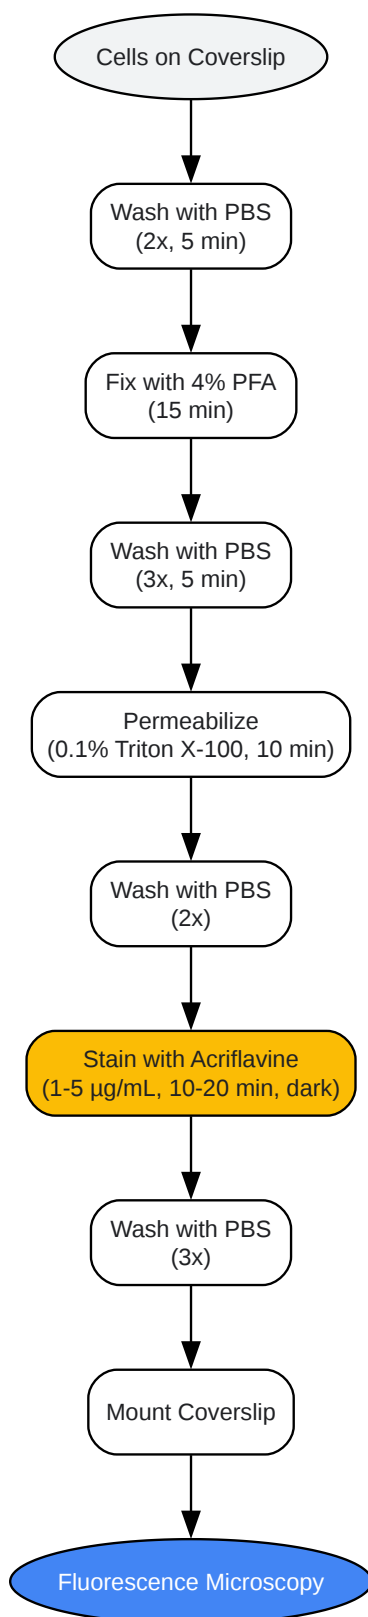 Cells on Coverslip
Wash with PBS
(2x, 5 min)
Fix with 4% PFA
(15 min)
Wash with PBS
(3x, 5 min)
Permeabilize
(0.1% Triton X-100, 10 min)
Wash with PBS
(2x)
Stain with Acriflavine
(1-5 µg/mL, 10-20 min, dark)
Wash with PBS
(3x)
Mount Coverslip
Fluorescence Microscopy